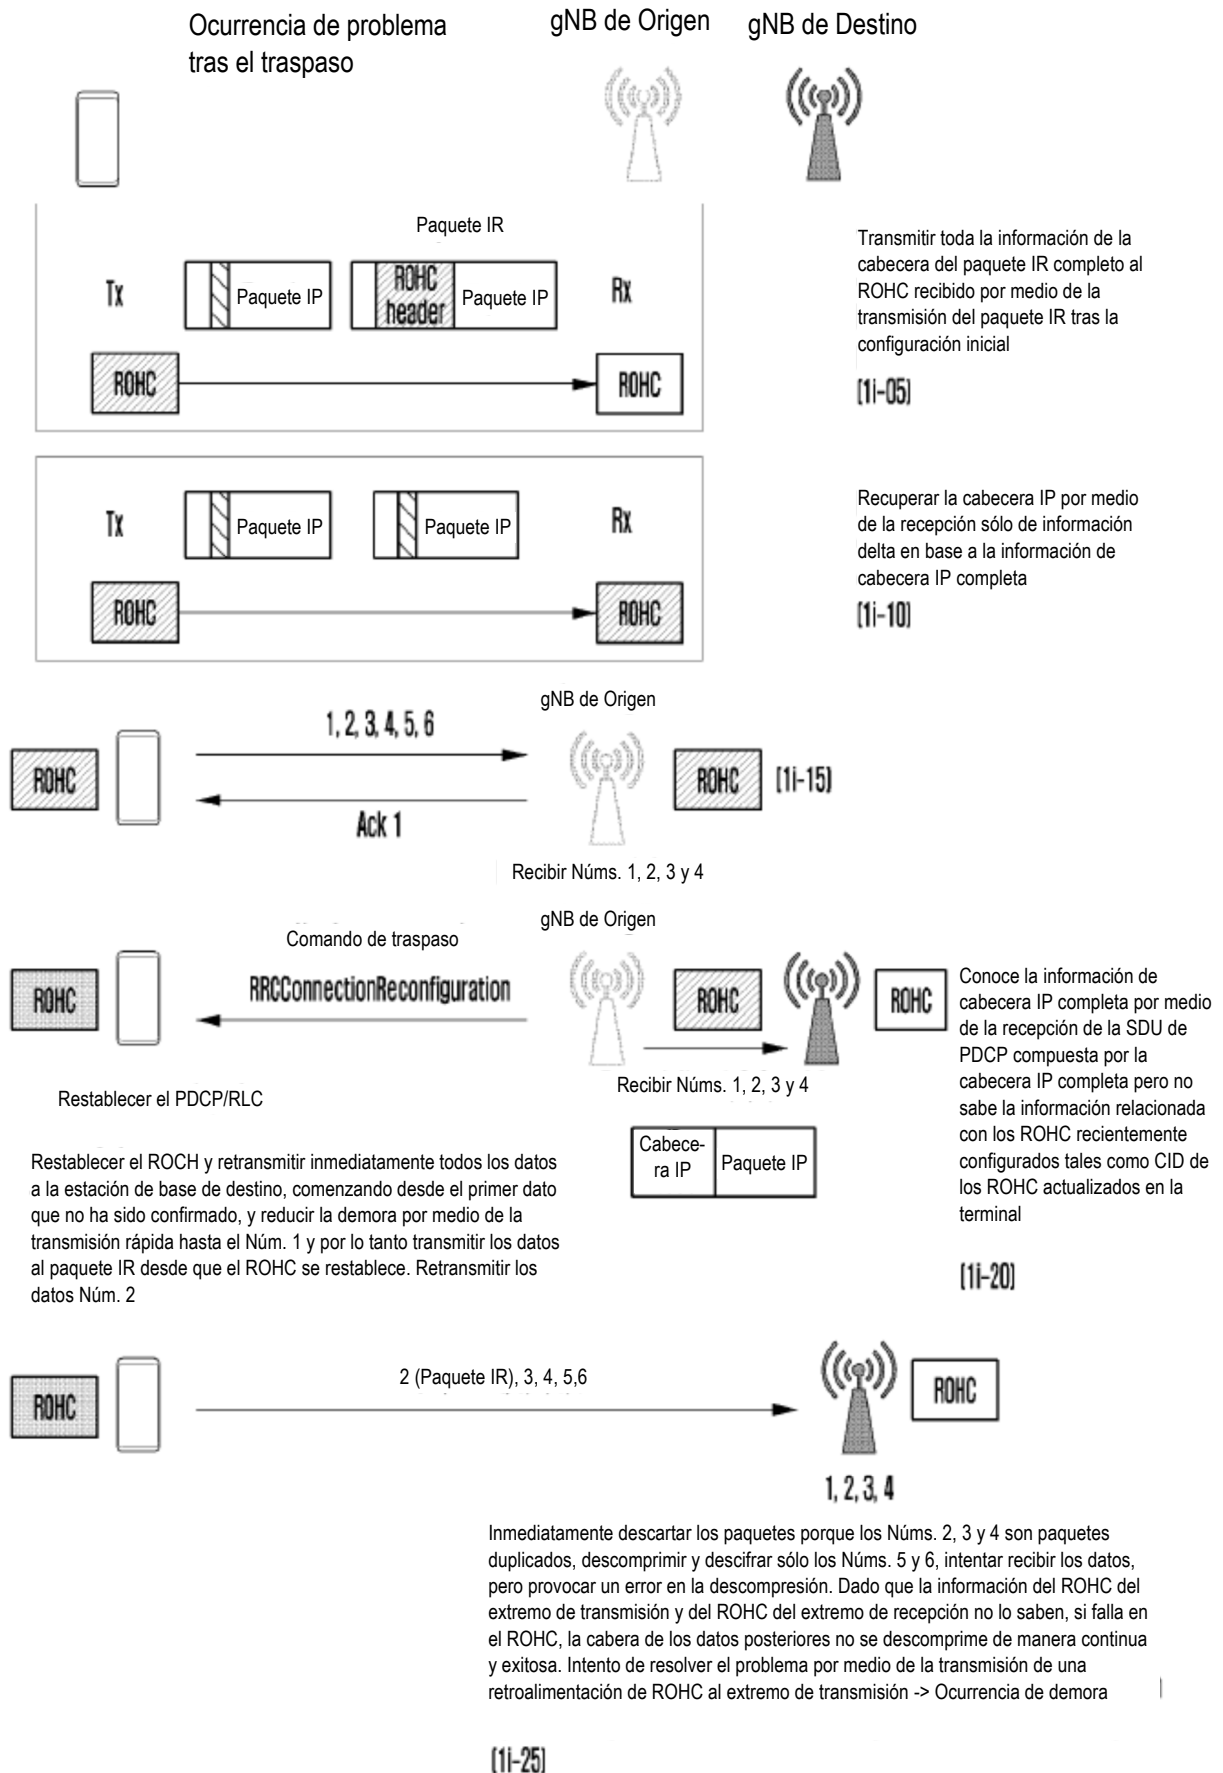 Ocurrencia de problema
tras el traspaso
gNB de Origen
gNB de Destino
Paquete IR
Tx
Paquete IP
ROHC
header
Paquete IP
Rx
ROHC
ROHC
Transmitir toda la información de la
cabecera del paquete IR completo al
ROHC recibido por medio de la
transmisión del paquete IR tras la
configuración inicial
[1i-05]
Tx
Paquete IP
Paquete IP
Rx
ROHC
ROHC
Recuperar la cabecera IP por medio
de la recepción sólo de información
delta en base a la información de
cabecera IP completa
[1i-10]
gNB de Origen
1, 2, 3, 4, 5, 6
ROHC
ROHC
[1i-15]
Ack 1
Recibir Núms. 1, 2, 3 y 4
gNB de Origen
Comando de traspaso
RRCConnectionReconfiguration
ROHC
ROHC
ROHC
Conoce la información de
cabecera IP completa por medio
de la recepción de la SDU de
PDCP compuesta por la
cabecera IP completa pero no
sabe la información relacionada
con los ROHC recientemente
configurados tales como CID de
los ROHC actualizados en la
terminal
[1i-20]
Restablecer el PDCP/RLC
Recibir Núms. 1, 2, 3 y 4
Cabece-
ra IP
Paquete IP
Restablecer el ROCH y retransmitir inmediatamente todos los datos
a la estación de base de destino, comenzando desde el primer dato
que no ha sido confirmado, y reducir la demora por medio de la
transmisión rápida hasta el Núm. 1 y por lo tanto transmitir los datos
al paquete IR desde que el ROHC se restablece. Retransmitir los
datos Núm. 2
2 (Paquete IR), 3, 4, 5,6
ROHC
ROHC
1, 2, 3, 4
Inmediatamente descartar los paquetes porque los Núms. 2, 3 y 4 son paquetes
duplicados, descomprimir y descifrar sólo los Núms. 5 y 6, intentar recibir los datos,
pero provocar un error en la descompresión. Dado que la información del ROHC del
extremo de transmisión y del ROHC del extremo de recepción no lo saben, si falla en
el ROHC, la cabera de los datos posteriores no se descomprime de manera continua
y exitosa. Intento de resolver el problema por medio de la transmisión de una
retroalimentación de ROHC al extremo de transmisión -> Ocurrencia de demora
[1i-25]